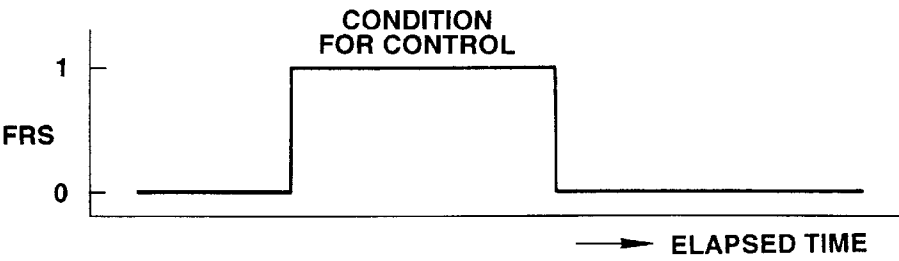 CONDITION
FOR CONTROL
1
FRS
0
ELAPSED TIME